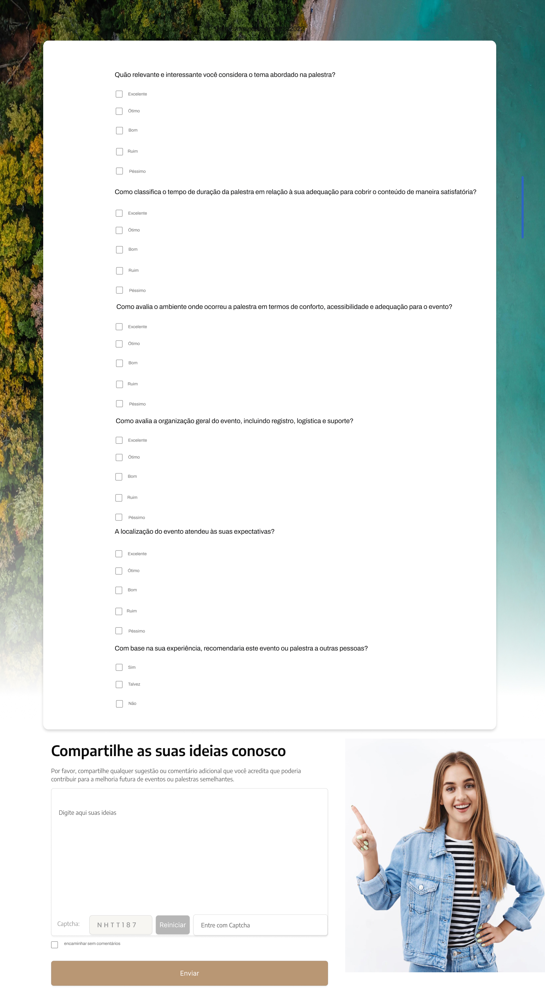 2022
Quão relevante e interessante você considera o tema abordado na palestra?
Excelente
Ótimo
Bom
Ruim
Péssimo
Como classifica o tempo de duração da palestra em relação à sua adequação para cobrir o conteúdo de maneira satisfatória?
Excelente
Ótimo
Bom
Ruim
Péssimo
Como avalia o ambiente onde ocorreu a palestra em termos de conforto, acessibilidade e adequação para o evento?
Excelente
Ótimo
Bom
Ruim
Péssimo
Como avalia a organização geral do evento, incluindo registro, logística e suporte?
Excelente
Ótimo
Bom
Ruim
Péssimo
A localização do evento atendeu às suas expectativas?
Excelente
Ótimo
Bom
Ruim
Péssimo
Com base na sua experiência, recomendaria este evento ou palestra a outras pessoas?
Sim
Talvez
Não
Compartilhe as suas ideias conosco
Por favor, compartilhe qualquer sugestão ou comentário adicional que você acredita que poderia
contribuir para a melhoria futura de eventos ou palestras semelhantes.
Digite aqui suas ideias
Captcha: NHTT187 Reiniciar Entre com Captcha
encaminhar sem comentários
Enviar